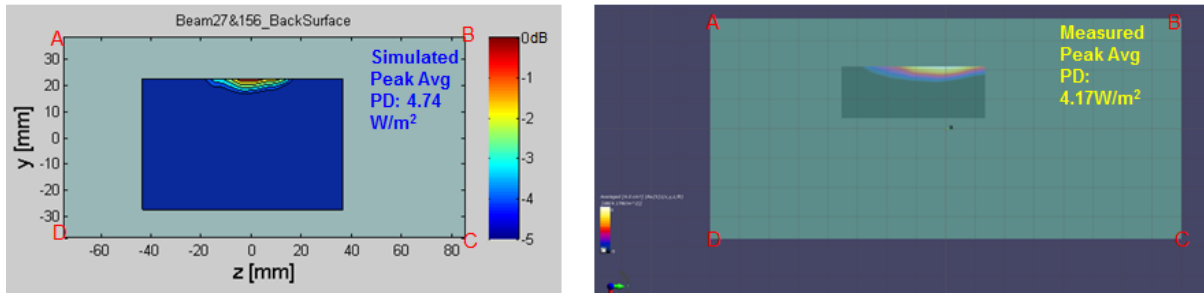 Beam27&156_BackSurface
A
B
0dB
30
20
10
0
-10
-20
-30
y [mm]
Simulated
Peak Avg
PD: 4.74
W/m²
-1
-2
-3
-4
-5
D
C
-60
-40
-20
0
20
40
60
80
z [mm]
A
B
Measured
Peak Avg
PD:
4.17W/m²
D
C